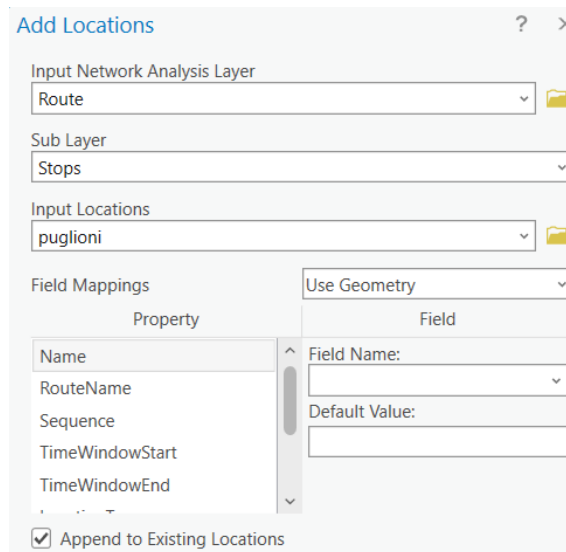 Add Locations ?
Input Network Analysis Layer
Route
Sub Layer
Stops
Input Locations
puglioni
Field Mappings Use Geometry
Property Field
Name
Field Name:
RouteName
Sequence
Default Value:
TimeWindowStart
TimeWindowEnd
Append to Existing Locations